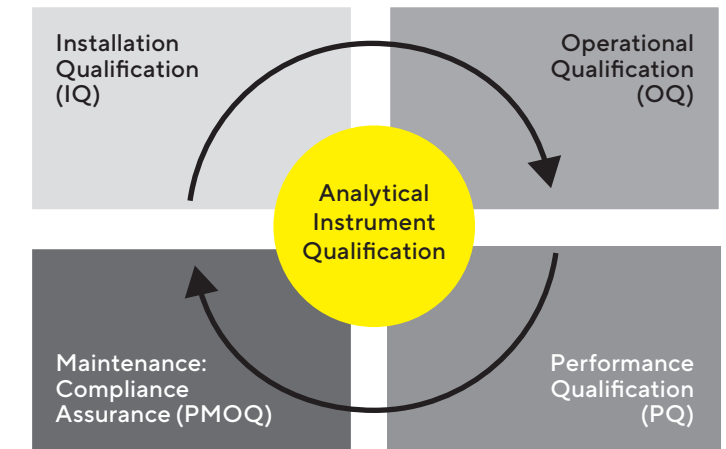 Installation
Qualification
(IQ)
Operational
Qualification
(OQ)
Analytical
Instrument
Qualification
Maintenance:
Compliance
Assurance (PMOQ)
Performance
Qualification
(PQ)